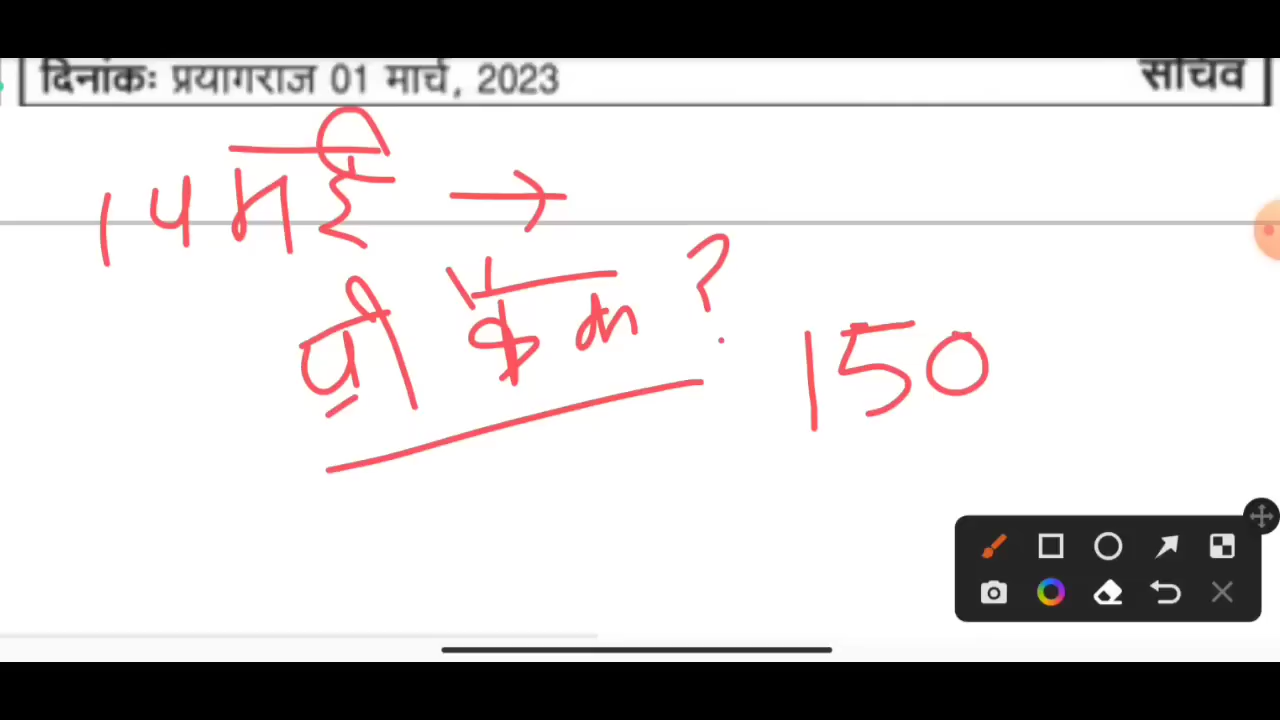 दिनांकः प्रयागराज 01 मार्च, 2023 सचिव
14 मई →
?
150